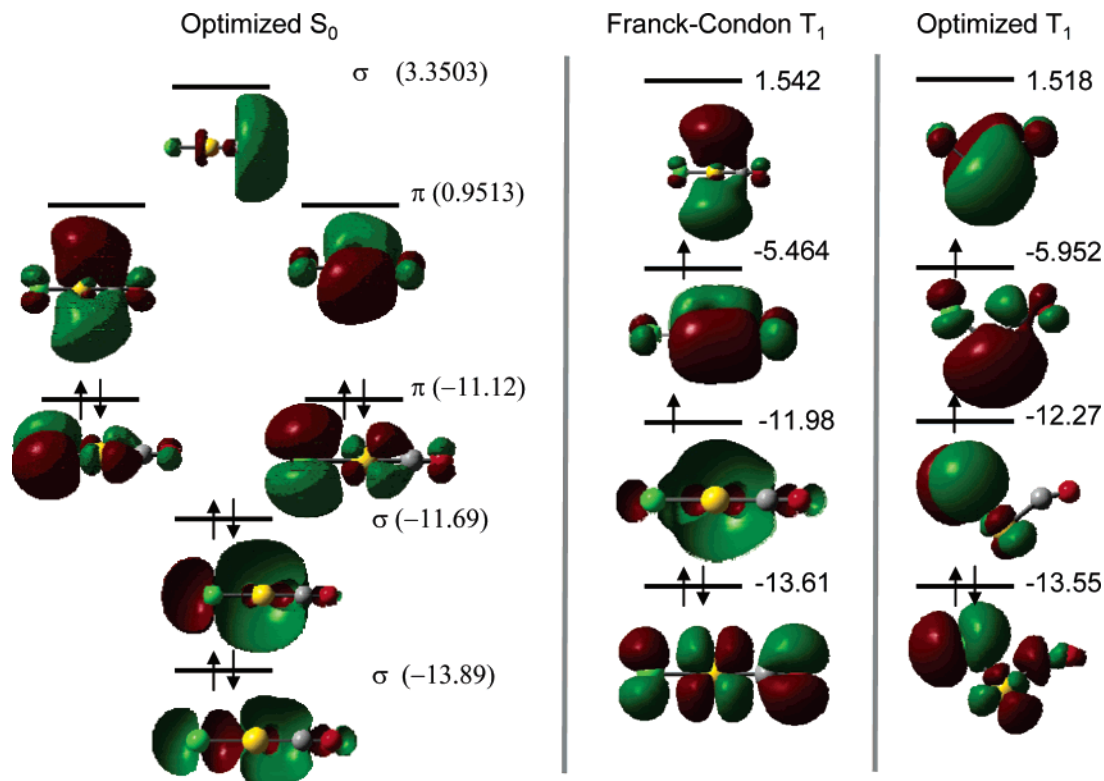 Optimized S₀
σ (3.3503)
π (0.9513)
π (−11.12)
σ (−11.69)
σ (−13.89)
Franck-Condon T₁
1.542
-5.464
-11.98
-13.61
Optimized T₁
1.518
-5.952
-12.27
-13.55